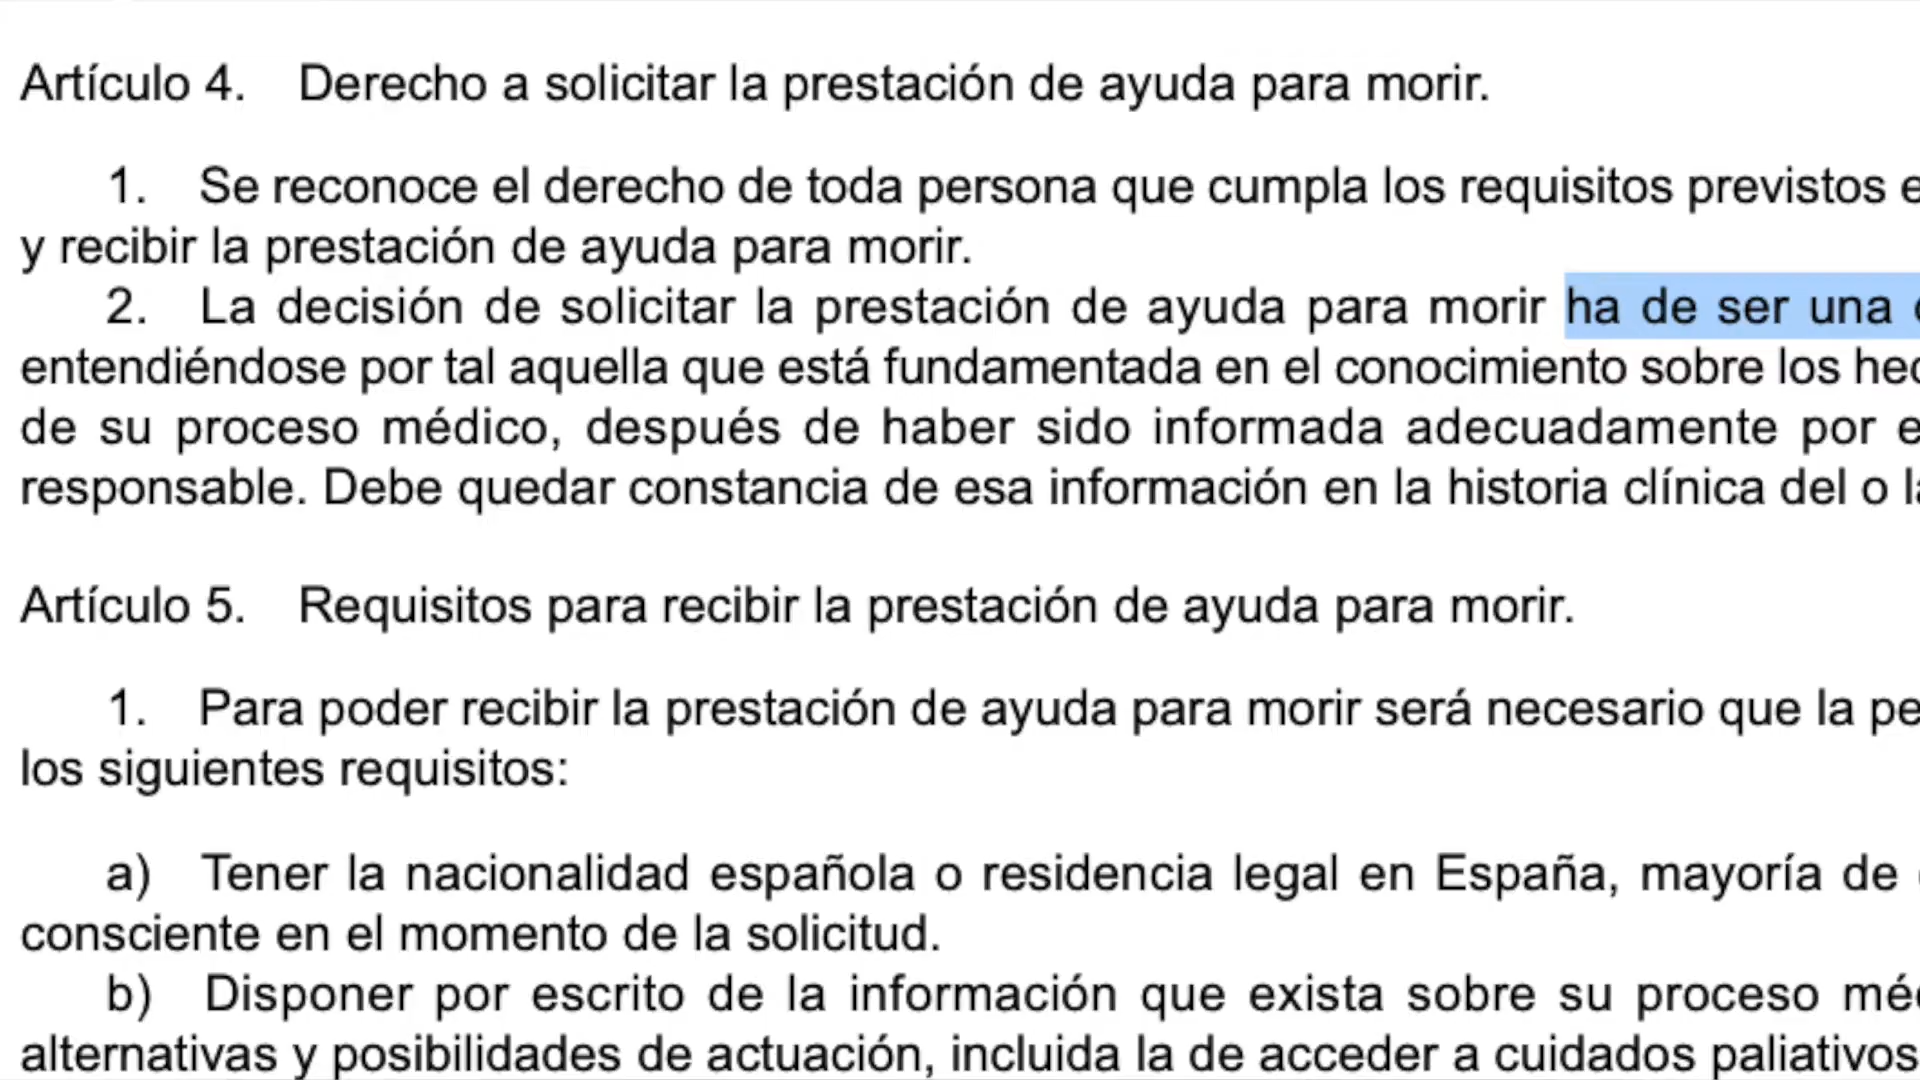 Artículo 4. Derecho a solicitar la prestación de ayuda para morir.
1. Se reconoce el derecho de toda persona que cumpla los requisitos previstos
y recibir la prestación de ayuda para morir.
2. La decisión de solicitar la prestación de ayuda para morir ha de ser una
entendiéndose por tal aquella que está fundamentada en el conocimiento sobre los
de su proceso médico, después de haber sido informada adecuadamente por
responsable. Debe quedar constancia de esa información en la historia clínica del o
Artículo 5. Requisitos para recibir la prestación de ayuda para morir.
1. Para poder recibir la prestación de ayuda para morir será necesario que la
los siguientes requisitos:
a) Tener la nacionalidad española o residencia legal en España, mayoría de
consciente en el momento de la solicitud.
b) Disponer por escrito de la información que exista sobre su proceso
alternativas y posibilidades de actuación, incluida la de acceder a cuidados paliativos